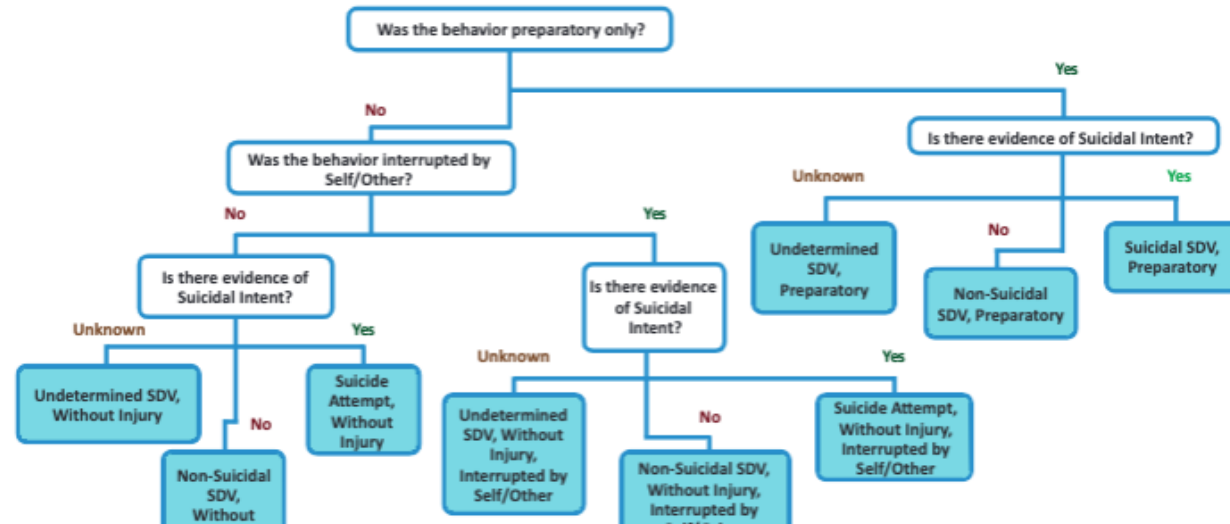 Was the behavior preparatory only?
Yes
No
Was the behavior interrupted by
Self/Other?
Is there evidence of Suicidal Intent?
Unknown
Yes
No
Undetermined
SDV,
Preparatory
Non-Suicidal
SDV, Preparatory
Suicidal SDV,
Preparatory
No
Yes
Is there evidence of
Suicidal Intent?
Is there evidence
of Suicidal
Intent?
Unknown
Yes
No
Undetermined SDV,
Without Injury
Non-Suicidal
SDV,
Without
Suicide
Attempt,
Without
Injury
Unknown
Yes
No
Undetermined
SDV, Without
Injury,
Interrupted by
Self/Other
Non-Suicidal SDV,
Without Injury,
Interrupted by
Suicide Attempt,
Without Injury,
Interrupted by
Self/Other